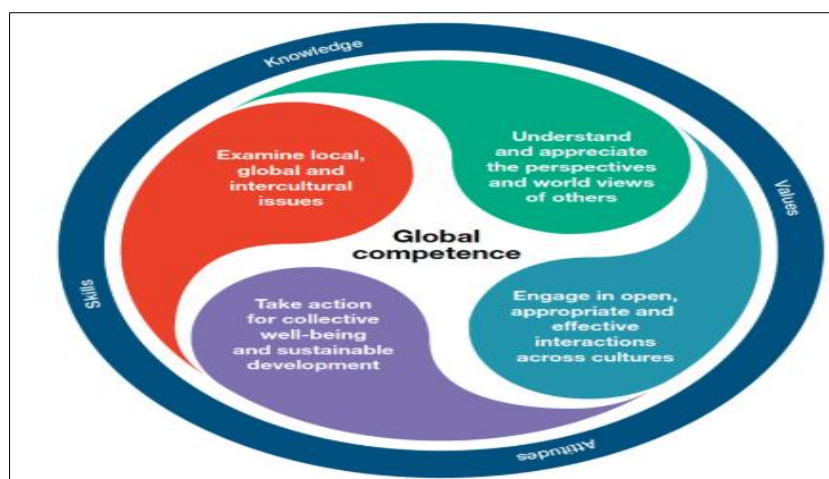 Knowledge
Examine local,
global and
intercultural
issues
Understand
and appreciate
the perspectives
and world views
of others
Values
Global
competence
Skills
Take action
for collective
well-being
and sustainable
development
Engage in open,
appropriate and
effective
interactions
across cultures
Attitudes